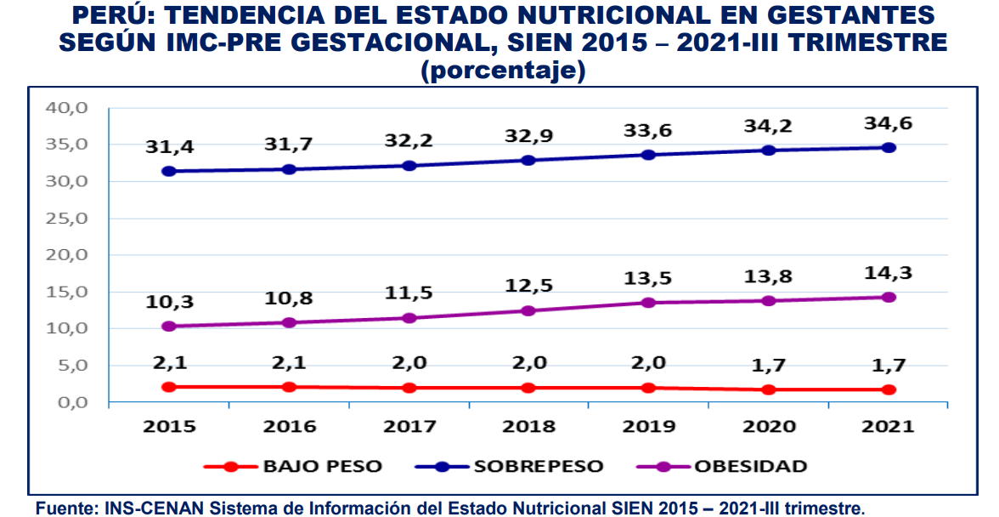 PERÚ: TENDENCIA DEL ESTADO NUTRICIONAL EN GESTANTES
SEGÚN IMC-PRE GESTACIONAL, SIEN 2015 – 2021-III TRIMESTRE
(porcentaje)
40,0
35,0
30,0
25,0
20,0
15,0
10,0
5,0
0,0
31,4 31,7 32,2 32,9 33,6 34,2 34,6
10,3 10,8 11,5 12,5 13,5 13,8 14,3
2,1 2,1 2,0 2,0 2,0 1,7 1,7
2015 2016 2017 2018 2019 2020 2021
BAJO PESO SOBREPESO OBESIDAD
Fuente: INS-CENAN Sistema de Información del Estado Nutricional SIEN 2015 – 2021-III trimestre.